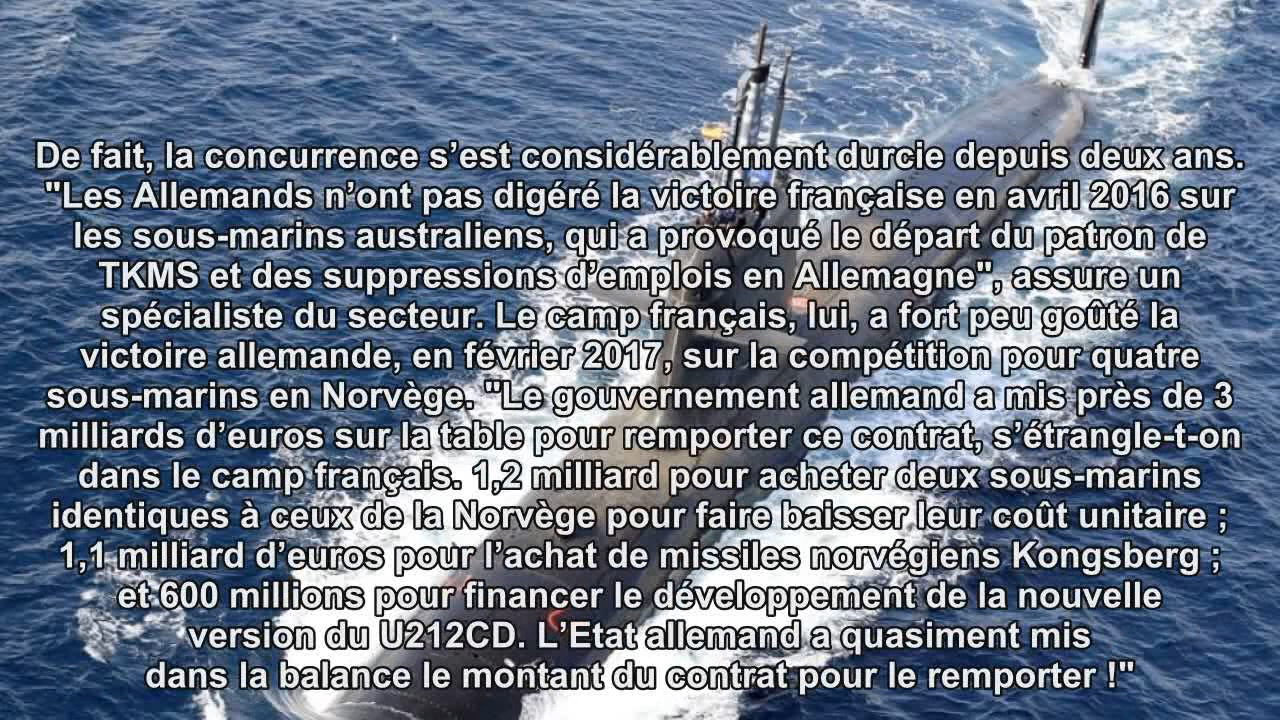 De fait, la concurrence s’est considérablement durcie depuis deux ans.
"Les Allemands n’ont pas digéré la victoire française en avril 2016 sur
les sous-marins australiens, qui a provoqué le départ du patron de
TKMS et des suppressions d’emplois en Allemagne", assure un
spécialiste du secteur. Le camp français, lui, a fort peu goûté la
victoire allemande, en février 2017, sur la compétition pour quatre
sous-marins en Norvège. "Le gouvernement allemand a mis près de 3
milliards d’euros sur la table pour remporter ce contrat, s’étrangle-t-on
dans le camp français. 1,2 milliard pour acheter deux sous-marins
identiques à ceux de la Norvège pour faire baisser leur coût unitaire ;
1,1 milliard d’euros pour l’achat de missiles norvégiens Kongsberg ;
et 600 millions pour financer le développement de la nouvelle
version du U212CD. L’Etat allemand a quasiment mis
dans la balance le montant du contrat pour le remporter !"